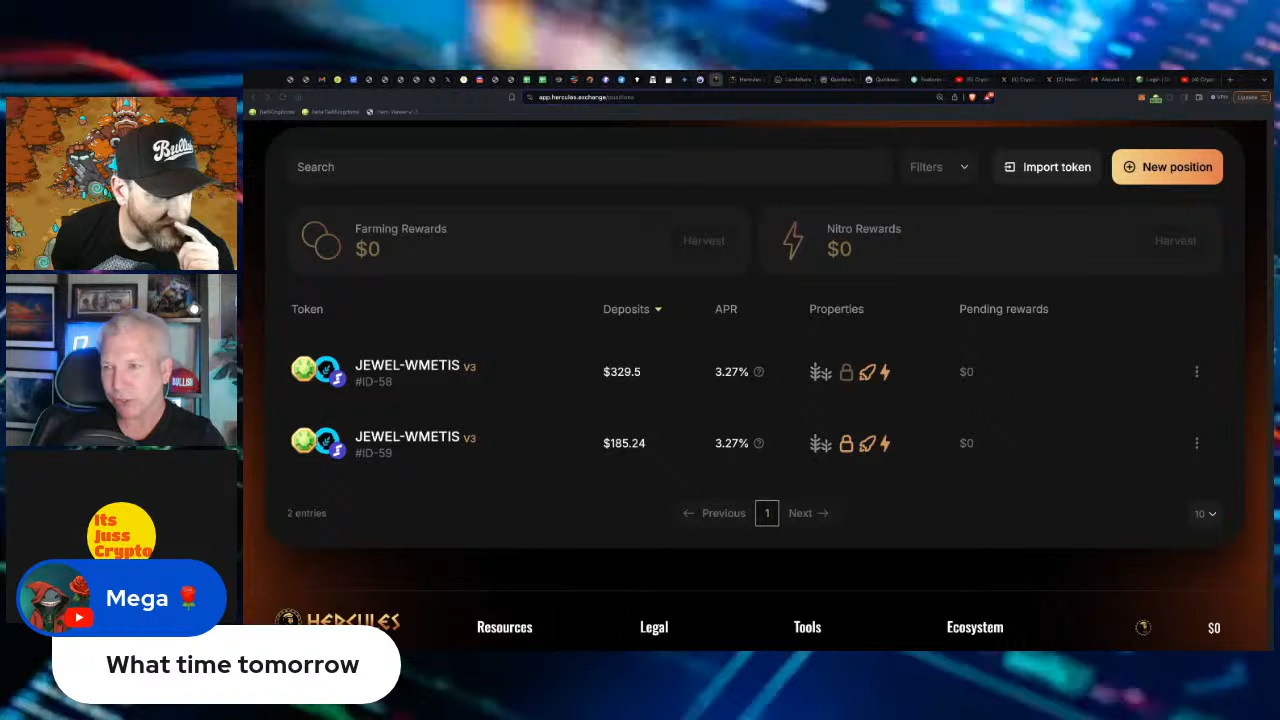 app.hercules.exchange/positions
Update
Bullish
BULLISH
Search
Filters
Import token
New position
Farming Rewards
$0
Harvest
Nitro Rewards
$0
Harvest
Token
Deposits
APR
Properties
Pending rewards
JEWEL-WMETIS V3
#ID-58
$329.5
3.27%
$0
JEWEL-WMETIS V3
#ID-59
$185.24
3.27%
$0
2 entries
Previous
1
Next
10
HERCULES
Resources
Legal
Tools
Ecosystem
$0
Its
Juss
Crypto
Mega
What time tomorrow